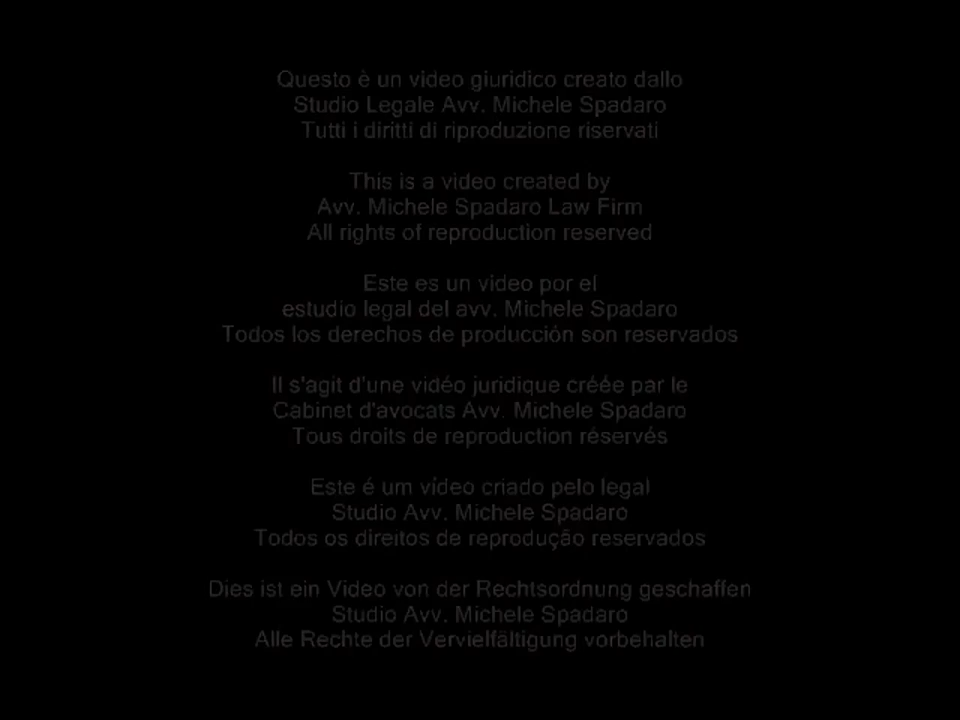 Questo è un video giuridico creato dallo
Studio Legale Avv. Michele Spadaro
Tutti i diritti di riproduzione riservati
This is a video created by
Avv. Michele Spadaro Law Firm
All rights of reproduction reserved
Este es un video por el
estudio legal del avv. Michele Spadaro
Todos los derechos de producción son reservados
Il s'agit d'une vidéo juridique créée par le
Cabinet d'avocats Avv. Michele Spadaro
Tous droits de reproduction réservés
Este é um vídeo criado pelo legal
Studio Avv. Michele Spadaro
Todos os direitos de reprodução reservados
Dies ist ein Video von der Rechtsordnung geschaffen
Studio Avv. Michele Spadaro
Alle Rechte der Vervielfältigung vorbehalten